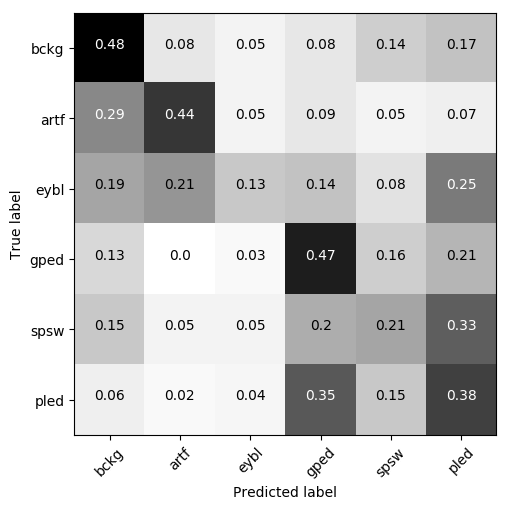 True label
bckg 0.48 0.08 0.05 0.08 0.14 0.17
artf 0.29 0.44 0.05 0.09 0.05 0.07
eybl 0.19 0.21 0.13 0.14 0.08 0.25
gped 0.13 0.0 0.03 0.47 0.16 0.21
spsw 0.15 0.05 0.05 0.2 0.21 0.33
pled 0.06 0.02 0.04 0.35 0.15 0.38
bckg artf eybl gped spsw pled
Predicted label